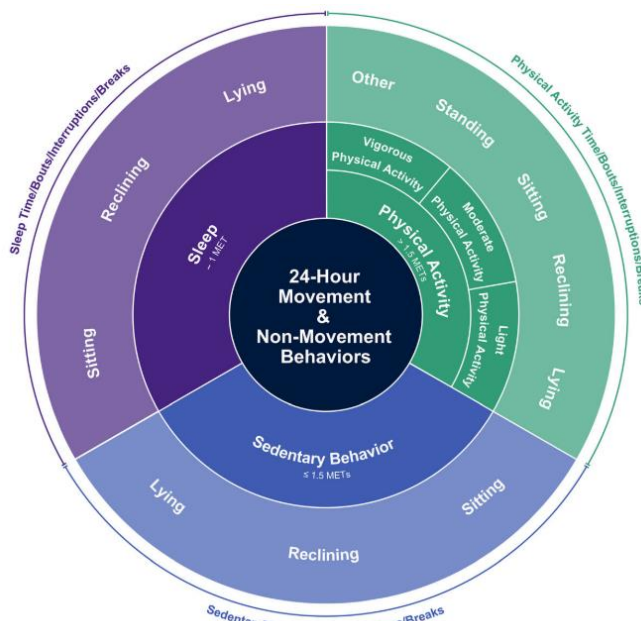 24-Hour
Movement
&
Non-Movement
Behaviors
Sleep
~ 1 MET
Lying
Reclining
Sitting
Sleep Time/Bouts/Interruptions/Breaks
Physical Activity
> 1.5 METs
Vigorous
Physical Activity
Moderate
Physical Activity
Light
Physical Activity
Other
Standing
Sitting
Reclining
Lying
Physical Activity Time/Bouts/Interruptions/Breaks
Sedentary Behavior
≤ 1.5 METs
Lying
Reclining
Sitting